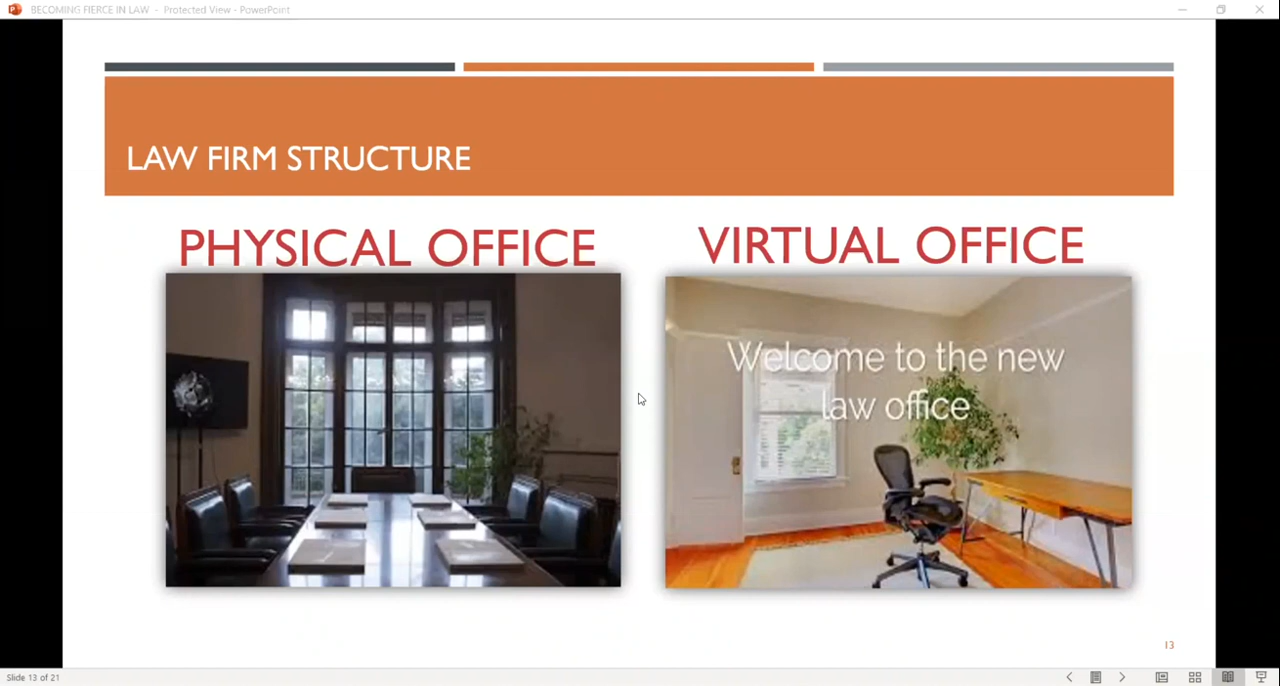 BECOMING FIERCE IN LAW - Protected View - PowerPoint
LAW FIRM STRUCTURE
PHYSICAL OFFICE
VIRTUAL OFFICE
Welcome to the new
law office
13
Slide 13 of 21